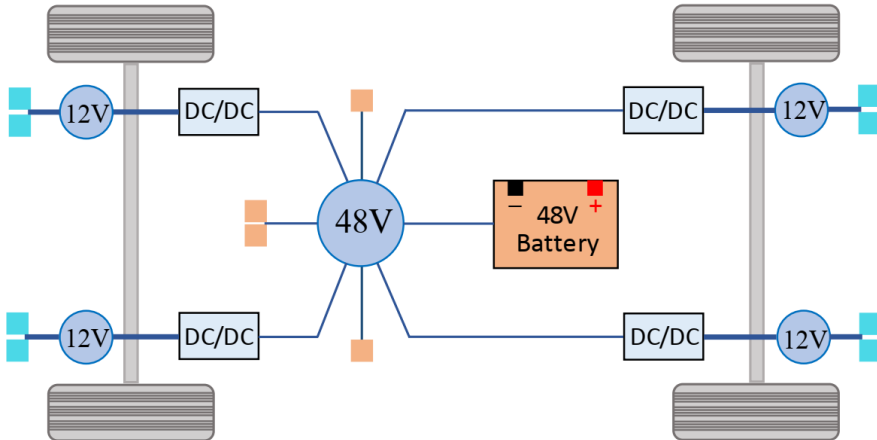 12V
DC/DC
DC/DC
12V
48V
– +
48V
Battery
12V
DC/DC
DC/DC
12V